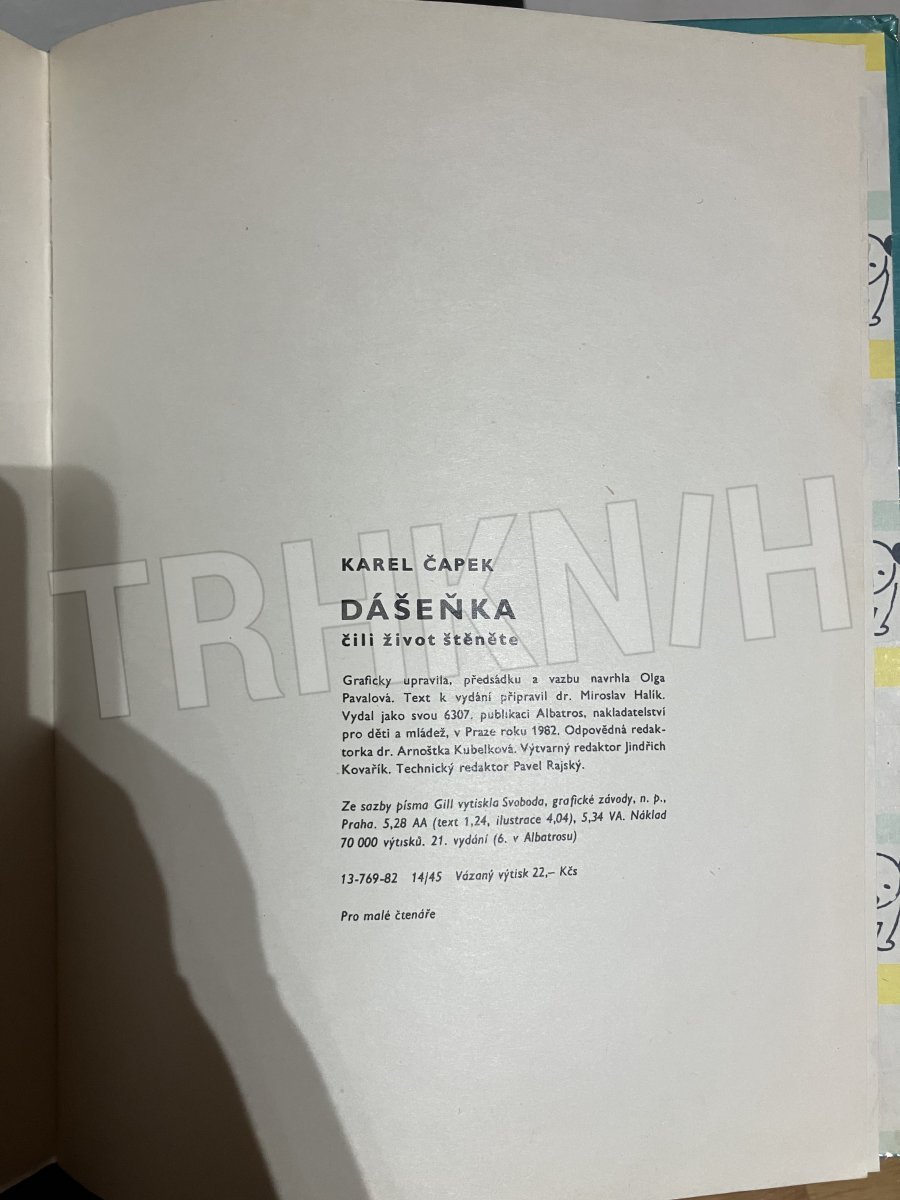 KAREL ČAPEK
DÁŠEŇKA
čili život štěněte
Graficky upravila, předsádku a vazbu navrhla Olga
Pavalová. Text k vydání připravil dr. Miroslav Halík.
Vydal jako svou 6307. publikaci Albatros, nakladatelství
pro děti a mládež, v Praze roku 1982. Odpovědná redak-
torka dr. Arnoštka Kubelková. Výtvarný redaktor Jindřich
Kovařík. Technický redaktor Pavel Rajský.
Ze sazby písma Gill vytiskla Svoboda, grafické závody, n. p.,
Praha. 5,28 AA (text 1,24, ilustrace 4,04), 5,34 VA. Náklad
70 000 výtisků. 21. vydání (6. v Albatrosu)
13-769-82 14/45 Vázaný výtisk 22,– Kčs
Pro malé čtenáře
TRHKN/H